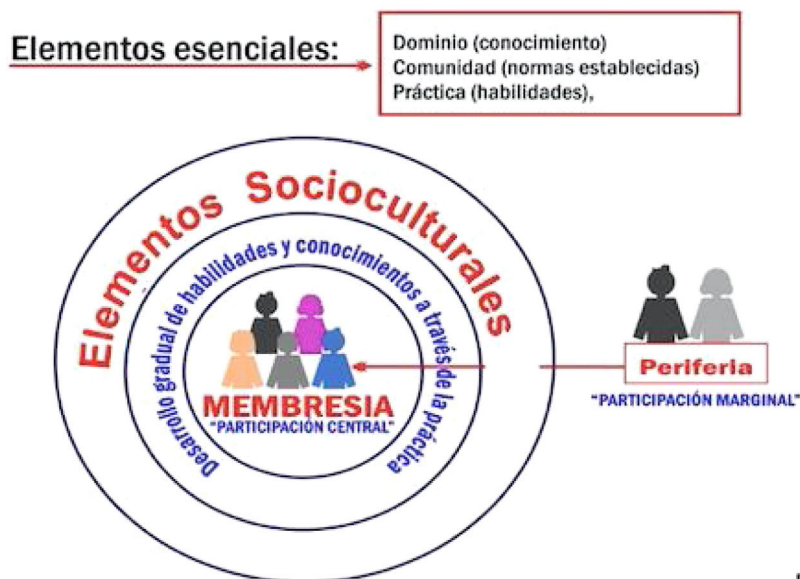 Elementos esenciales:
Dominio (conocimiento)
Comunidad (normas establecidas)
Práctica (habilidades),
Elementos Socioculturales
Desarrollo gradual de habilidades y conocimientos a través de la práctica
MEMBRESIA
"PARTICIPACIÓN CENTRAL"
Periferia
"PARTICIPACIÓN MARGINAL"